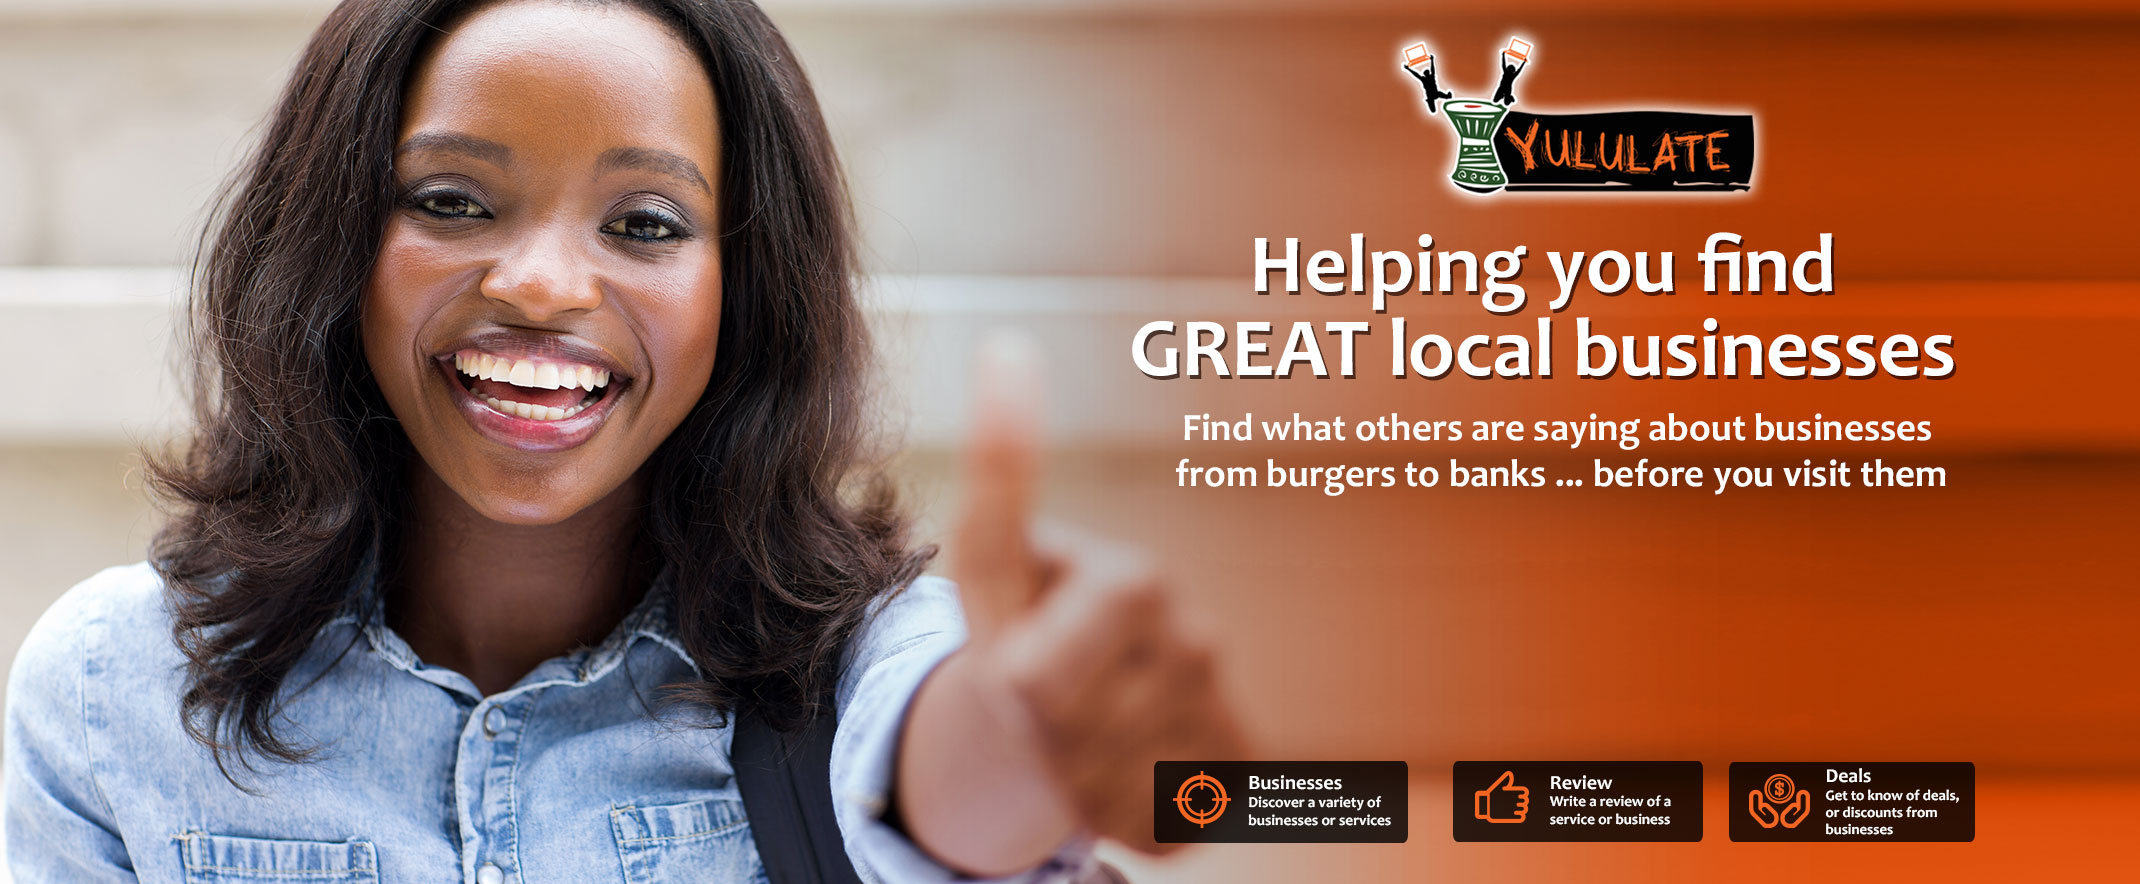 YULULATE
Helping you find
GREAT local businesses
Find what others are saying about businesses
from burgers to banks ... before you visit them
Businesses
Discover a variety of
businesses or services
Review
Write a review of a
service or business
$
Deals
Get to know of deals,
or discounts from
businesses